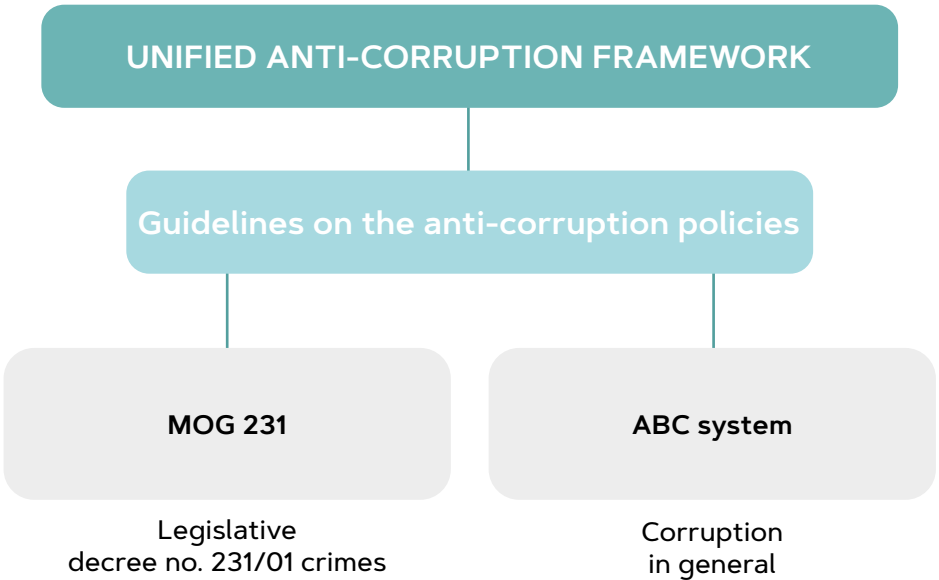 UNIFIED ANTI-CORRUPTION FRAMEWORK
Guidelines on the anti-corruption policies
MOG 231
ABC system
Legislative
decree no. 231/01 crimes
Corruption
in general